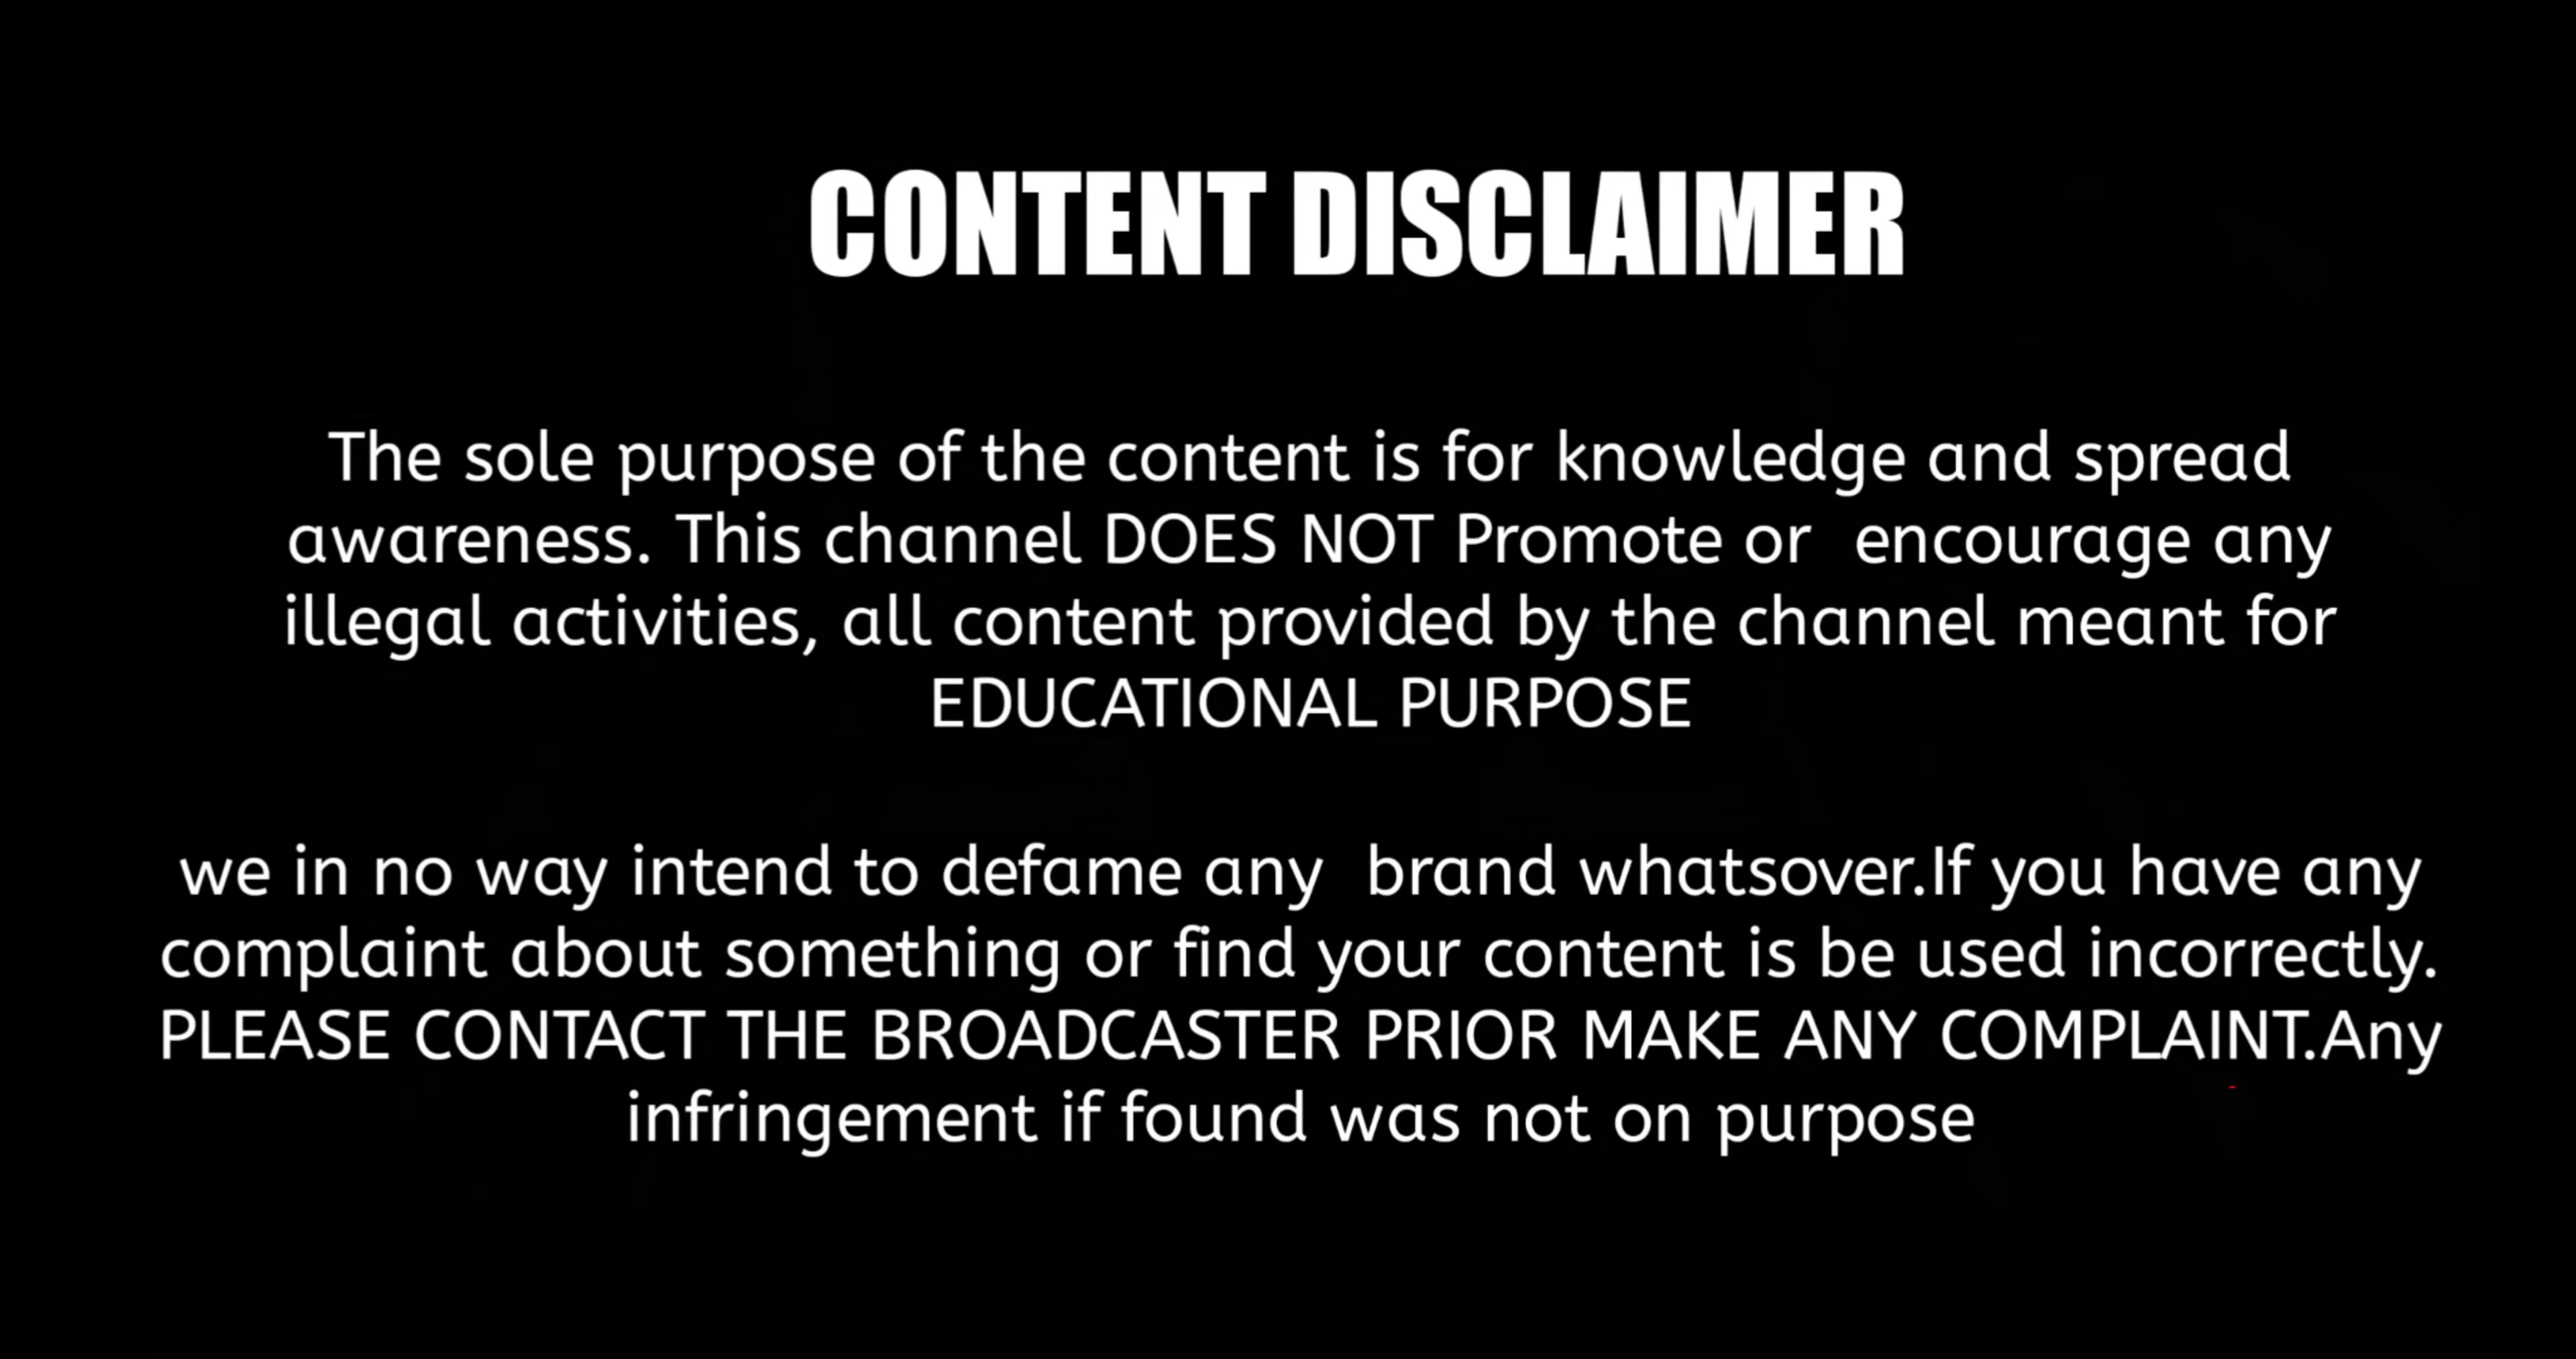 CONTENT DISCLAIMER
The sole purpose of the content is for knowledge and spread
awareness. This channel DOES NOT Promote or  encourage any
illegal activities, all content provided by the channel meant for
EDUCATIONAL PURPOSE
we in no way intend to defame any  brand whatsover.If you have any
complaint about something or find your content is be used incorrectly.
PLEASE CONTACT THE BROADCASTER PRIOR MAKE ANY COMPLAINT.Any
infringement if found was not on purpose